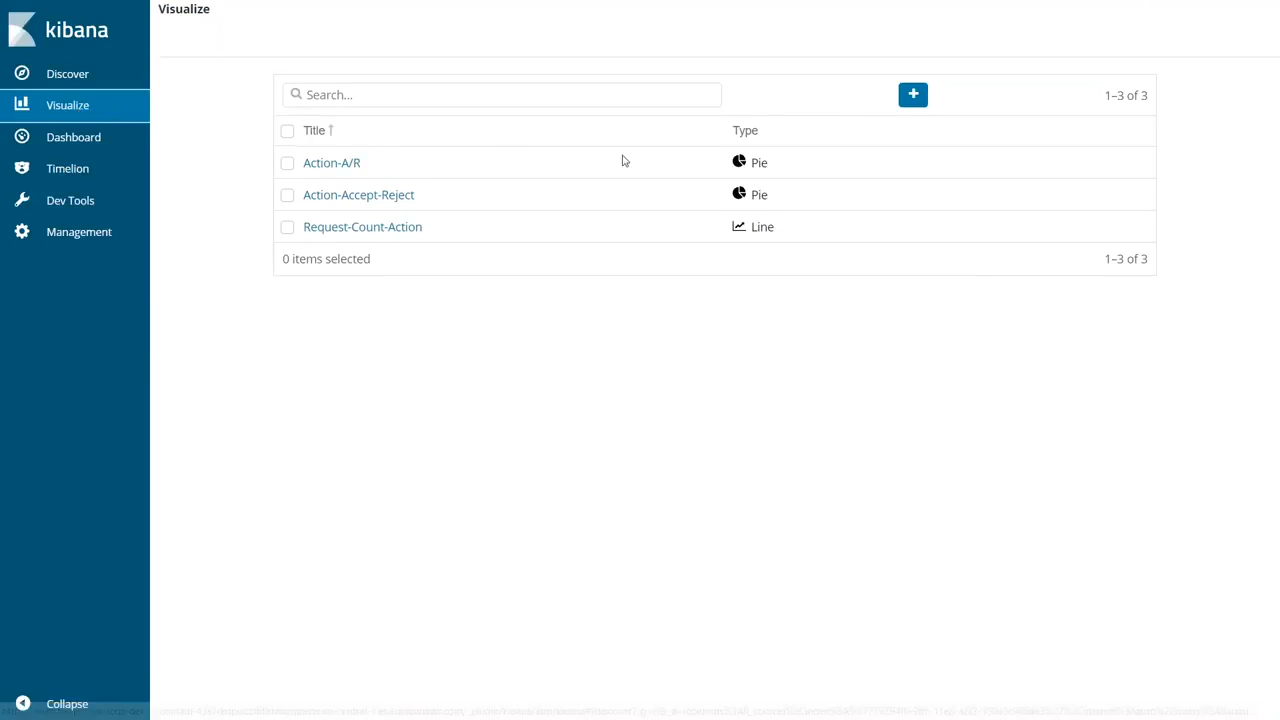 Visualize
kibana
Discover
Visualize
Dashboard
Timelion
Dev Tools
Management
Collapse
Search...
+
1–3 of 3
Title
Type
Action-A/R
Pie
Action-Accept-Reject
Pie
Request-Count-Action
Line
0 items selected
1–3 of 3